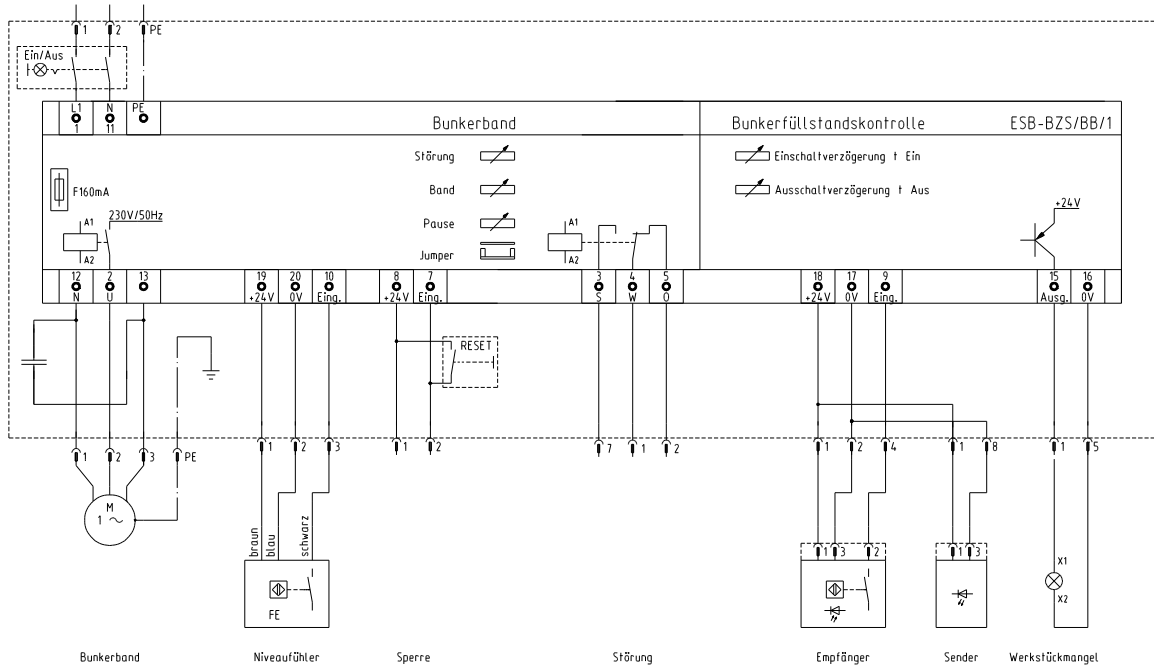 1 2 PE
Ein/Aus
L1 N PE
1 11
Bunkerband Bunkerfüllstandskontrolle ESB-BZS/BB/1
Störung Einschaltverzögerung t Ein
F160mA
Band Ausschaltverzögerung t Aus
+24V
A1 230V/50Hz Pause A1
A2 Jumper A2
12 2 13 19 20 10 8 7 3 4 5 18 17 9 15 16
N U +24V 0V Eing. +24V Eing. S W O +24V 0V Eing. Ausg. 0V
RESET
1 2 3 PE 1 2 3 1 2 7 1 2 1 2 4 1 8 1 5
M
1 ~
braun
blau
schwarz
1 3 2 1 3
X1
X2
FE
Bunkerband Niveaufühler Sperre Störung Empfänger Sender Werkstückmangel